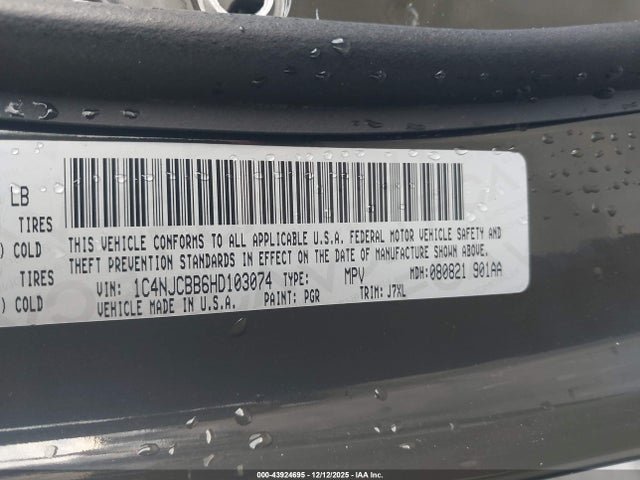 LB
TIRES
COLD
TIRES
) COLD
THIS VEHICLE CONFORMS TO ALL APPLICABLE U.S.A. FEDERAL MOTOR VEHICLE SAFETY AND
THEFT PREVENTION STANDARDS IN EFFECT ON THE DATE OF MANUFACTURE SHOWN ABOVE.
VIN: 1C4NJCBB6HD103074 TYPE: MPV MDH: 080821 901AA
VEHICLE MADE IN U.S.A. PAINT: PGR TRIM: J7XL
000-43924695 - 12/12/2025 - IAA Inc.